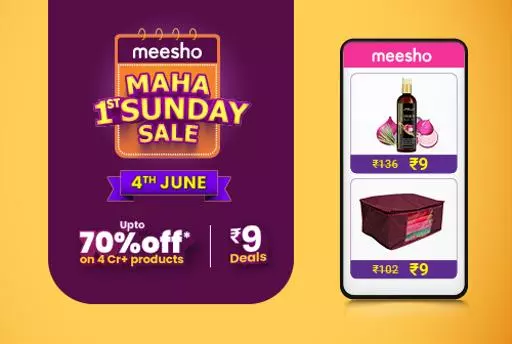 meesho
MAHA
1ST SUNDAY
SALE
4TH JUNE
Upto
70%off*
on 4 Cr+ products
₹9
Deals
meesho
₹136 ₹9
₹102 ₹9